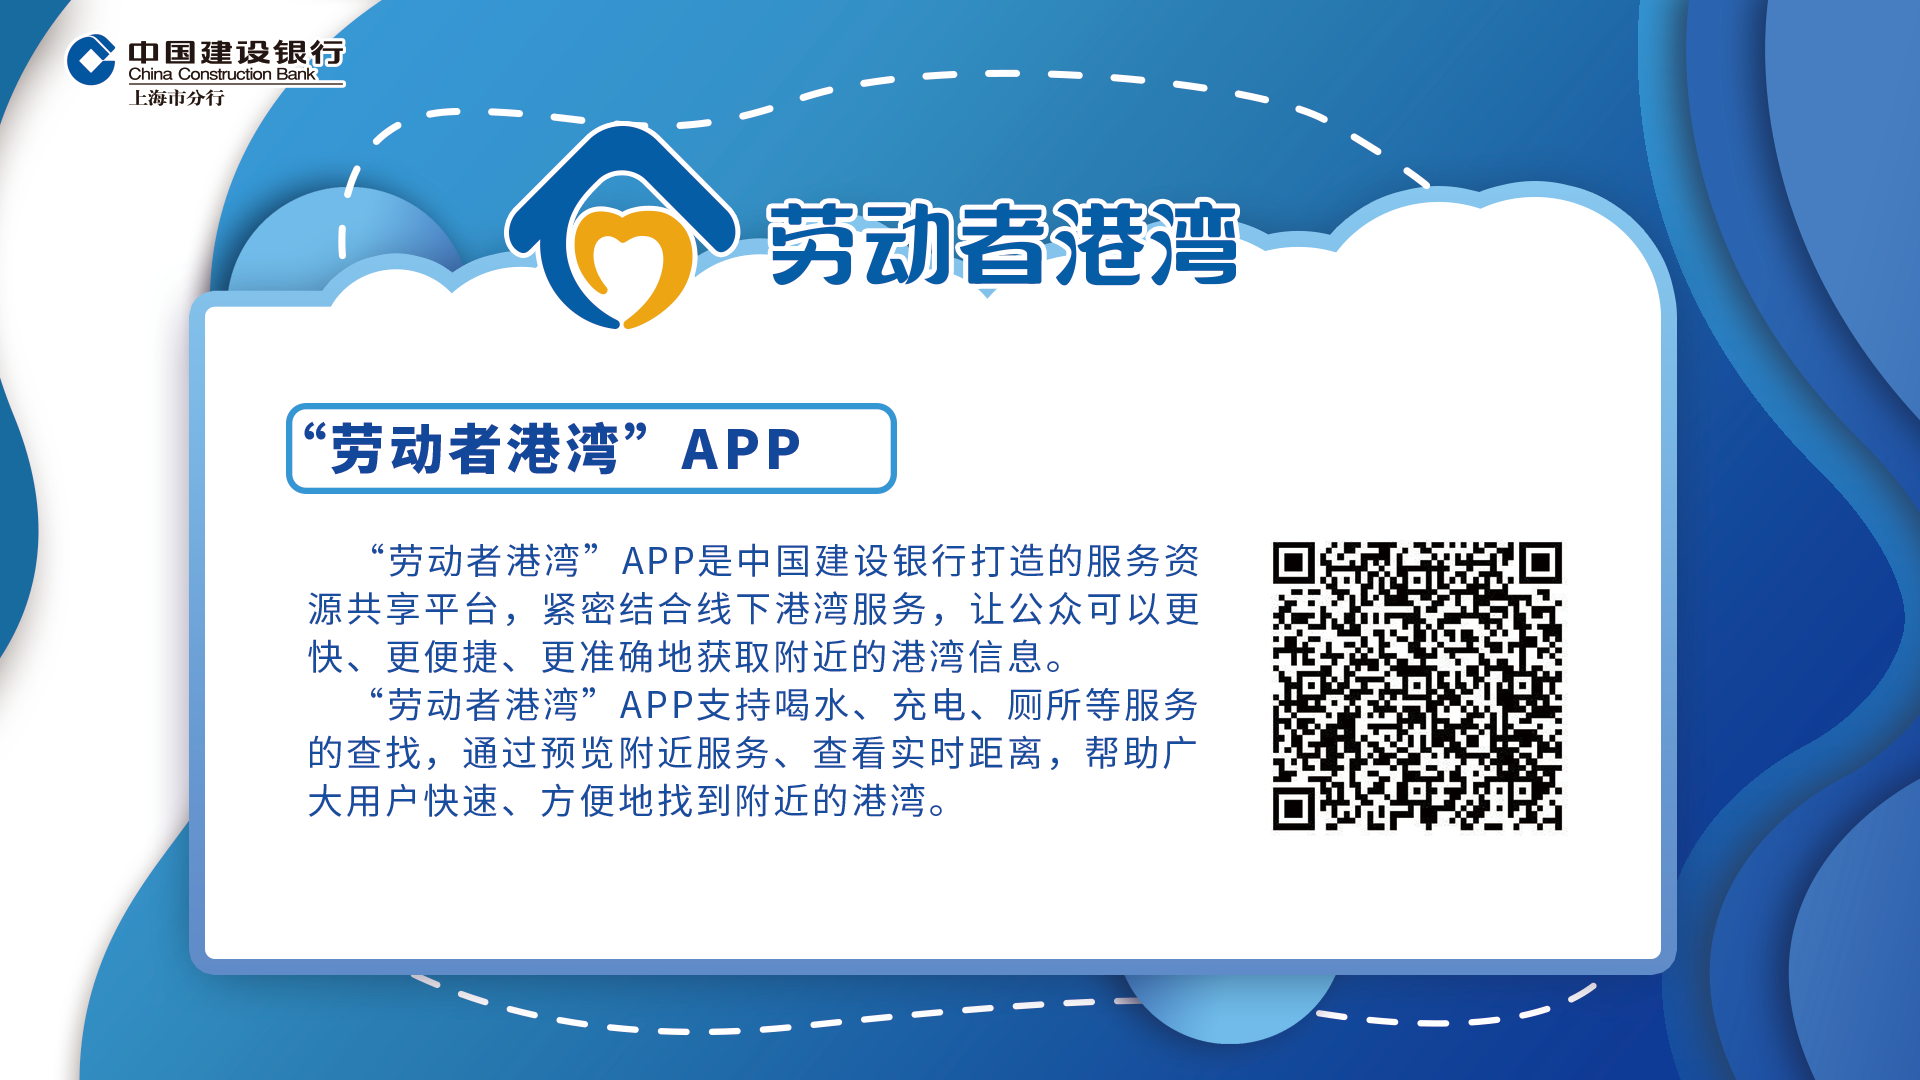 中国建设银行
China Construction Bank
上海市分行
劳动者港湾
“劳动者港湾”APP
“劳动者港湾”APP是中国建设银行打造的服务资
源共享平台，紧密结合线下港湾服务，让公众可以更
快、更便捷、更准确地获取附近的港湾信息。
“劳动者港湾”APP支持喝水、充电、厕所等服务
的查找，通过预览附近服务、查看实时距离，帮助广
大用户快速、方便地找到附近的港湾。